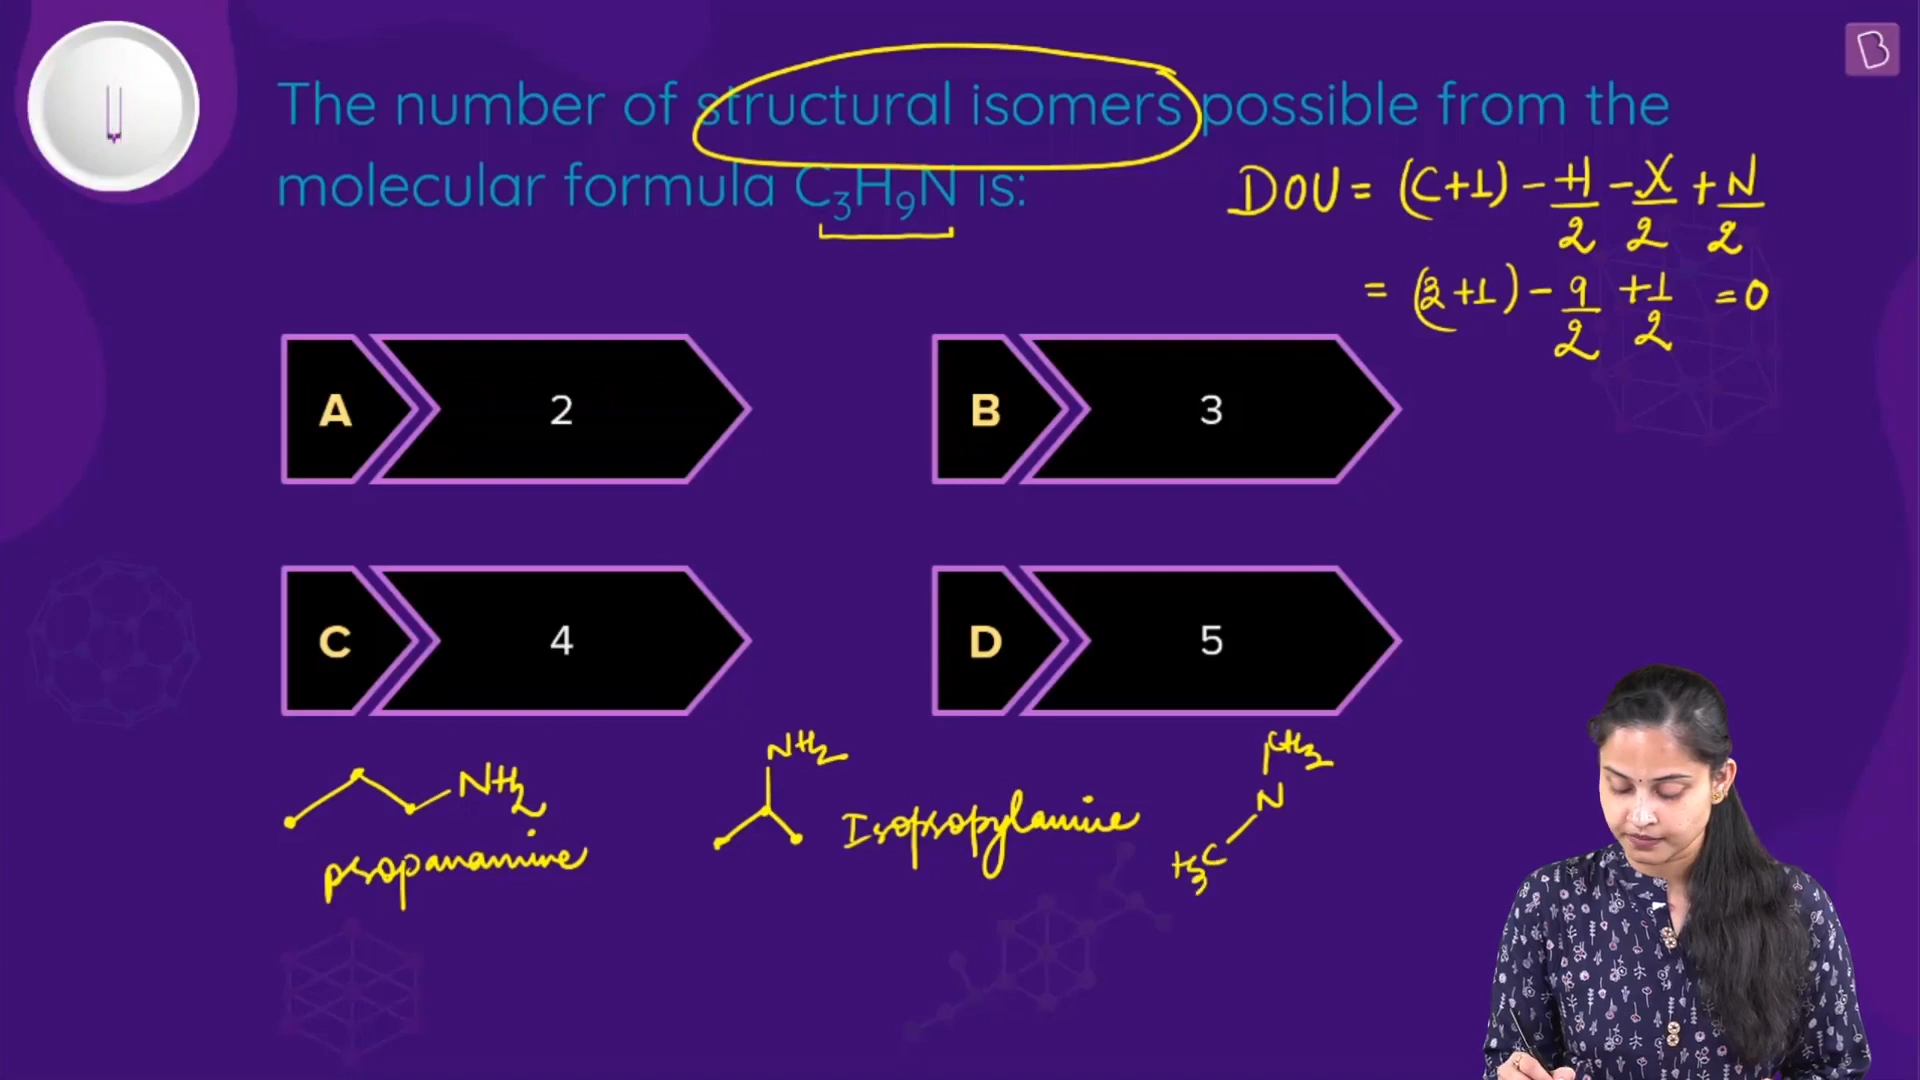 The number of structural isomers possible from the
molecular formula C₃H₉N is:
DOU = (C+1) - H/2 - X/2 + N/2
= (3+1) - 9/2 + 1/2 = 0
A 2
B 3
C 4
D 5
NH₂
propanamine
NH₂
Isopropylamine
CH₃
N
H₃C
B